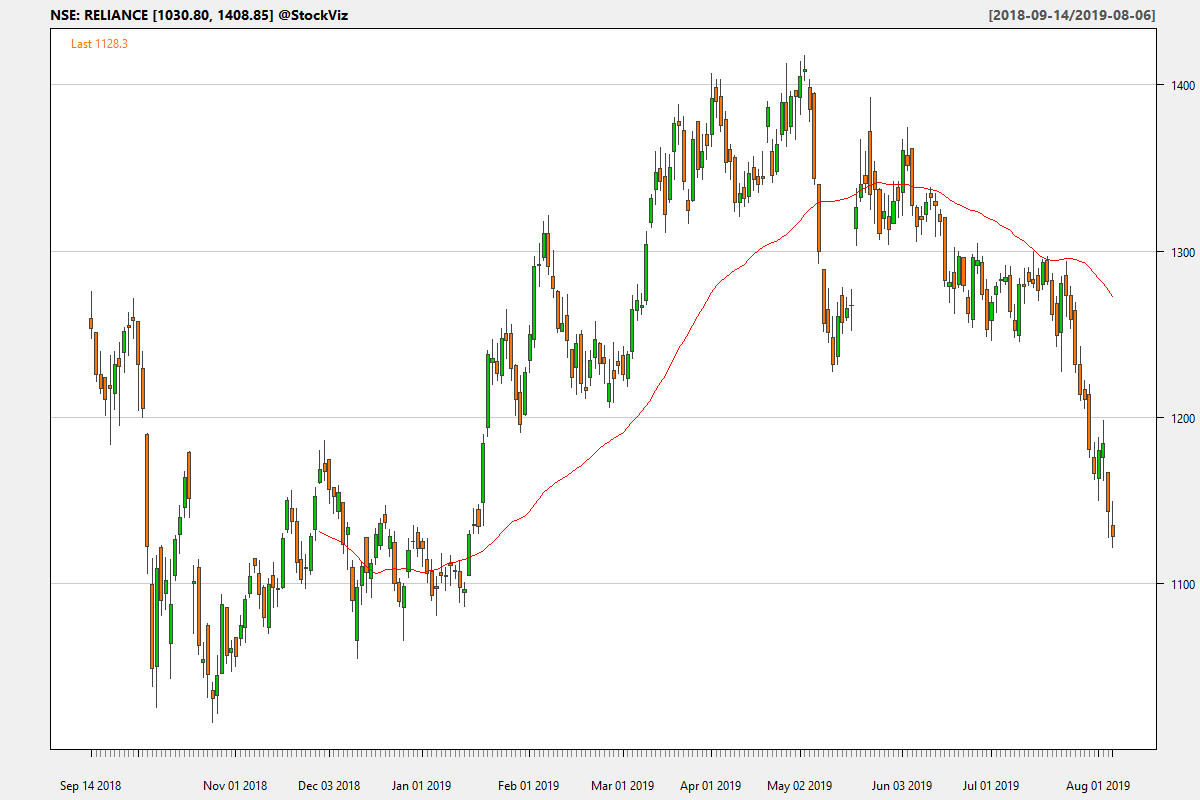 NSE: RELIANCE [1030.80, 1408.85] @StockViz
[2018-09-14/2019-08-06]
Last 1128.3
1400
1300
1200
1100
Sep 14 2018
Nov 01 2018
Dec 03 2018
Jan 01 2019
Feb 01 2019
Mar 01 2019
Apr 01 2019
May 02 2019
Jun 03 2019
Jul 01 2019
Aug 01 2019